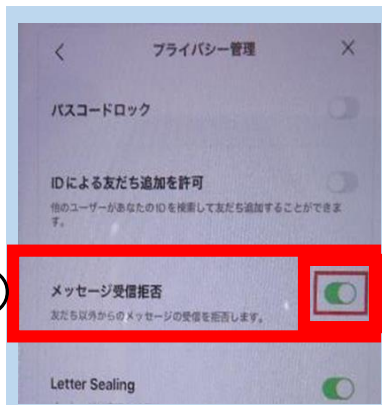 プライバシー管理
パスコードロック
IDによる友だち追加を許可
他のユーザーがあなたのIDを検索して友だち追加することができま
す。
メッセージ受信拒否
友だち以外からのメッセージの受信を拒否します。
Letter Sealing